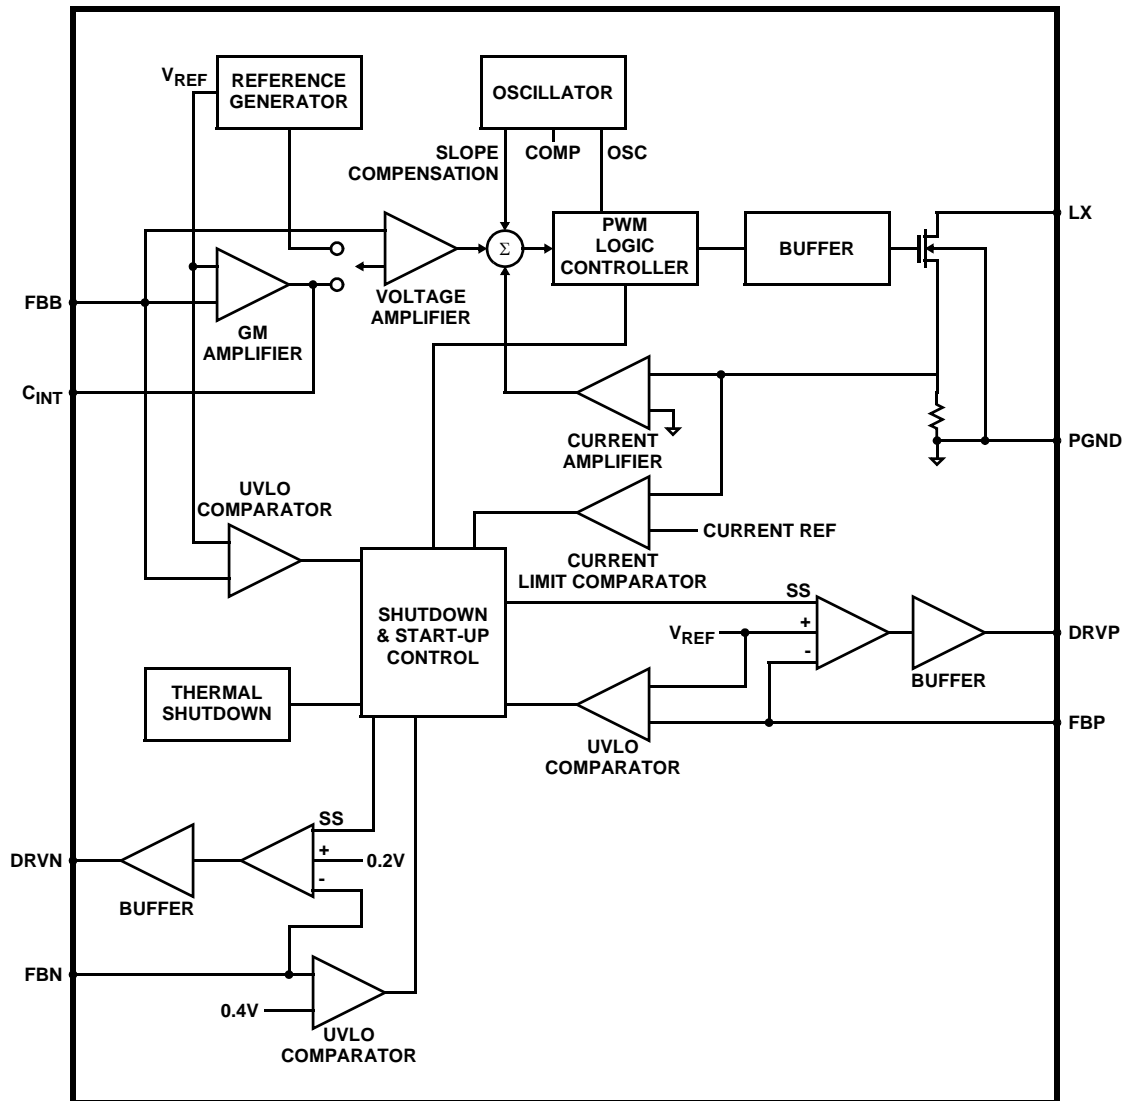 VREF
REFERENCE
GENERATOR
OSCILLATOR
SLOPE
COMPENSATION
COMP
OSC
LX
PWM
LOGIC
CONTROLLER
BUFFER
Σ
FBB
VOLTAGE
AMPLIFIER
GM
AMPLIFIER
CINT
CURRENT
AMPLIFIER
PGND
UVLO
COMPARATOR
CURRENT REF
CURRENT
LIMIT COMPARATOR
SHUTDOWN
& START-UP
CONTROL
SS
VREF
+
-
DRVP
BUFFER
THERMAL
SHUTDOWN
FBP
UVLO
COMPARATOR
SS
DRVN
+
0.2V
-
BUFFER
FBN
0.4V
UVLO
COMPARATOR